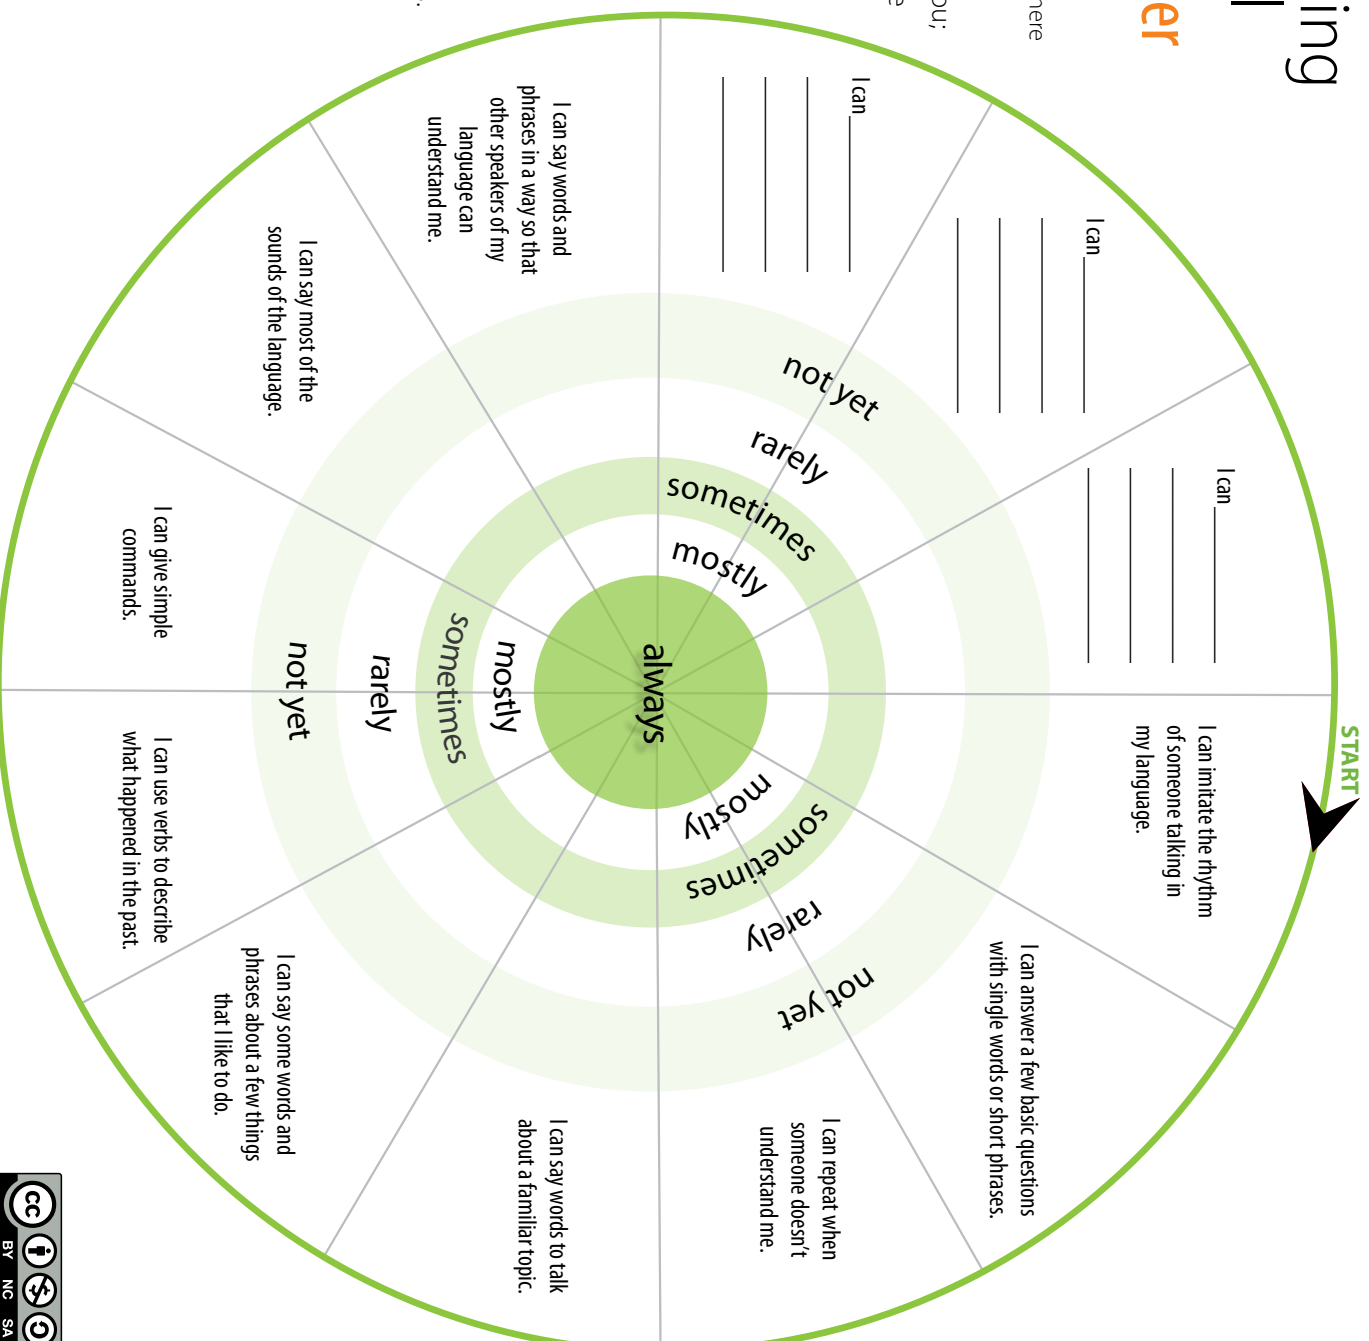 ing
er
here
ou;
e
START
I can imitate the rhythm
of someone talking in
my language.
I can answer a few basic questions
with single words or short phrases.
I can repeat when
someone doesn't
understand me.
I can say words to talk
about a familiar topic.
I can say some words and
phrases about a few things
that I like to do.
I can use verbs to describe
what happened in the past.
I can give simple
commands.
I can say most of the
sounds of the language.
I can say words and
phrases in a way so that
other speakers of my
language can
understand me.
I can
I can
I can
not yet
rarely
sometimes
mostly
always
mostly
sometimes
rarely
not yet
mostly
sometimes
rarely
not yet
cc
BY NC SA